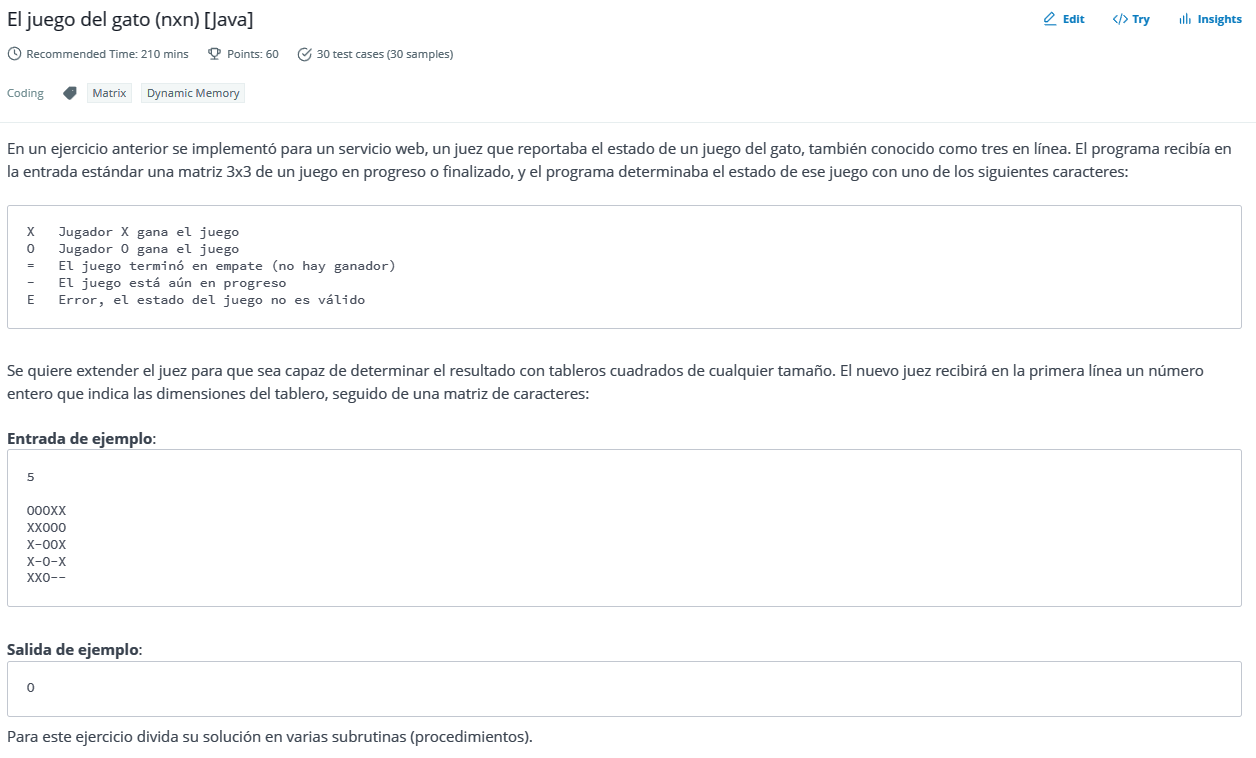 El juego del gato (nxn) [Java]
Edit
Try
Insights
Recommended Time: 210 mins
Points: 60
30 test cases (30 samples)
Coding
Matrix
Dynamic Memory
En un ejercicio anterior se implementó para un servicio web, un juez que reportaba el estado de un juego del gato, también conocido como tres en línea. El programa recibía en
la entrada estándar una matriz 3x3 de un juego en progreso o finalizado, y el programa determinaba el estado de ese juego con uno de los siguientes caracteres:
X   Jugador X gana el juego
O   Jugador O gana el juego
=   El juego terminó en empate (no hay ganador)
-   El juego está aún en progreso
E   Error, el estado del juego no es válido
Se quiere extender el juez para que sea capaz de determinar el resultado con tableros cuadrados de cualquier tamaño. El nuevo juez recibirá en la primera línea un número
entero que indica las dimensiones del tablero, seguido de una matriz de caracteres:
Entrada de ejemplo:
5
OOOXX
XXOOO
X-OOX
X-O-X
XXO--
Salida de ejemplo:
O
Para este ejercicio divida su solución en varias subrutinas (procedimientos).